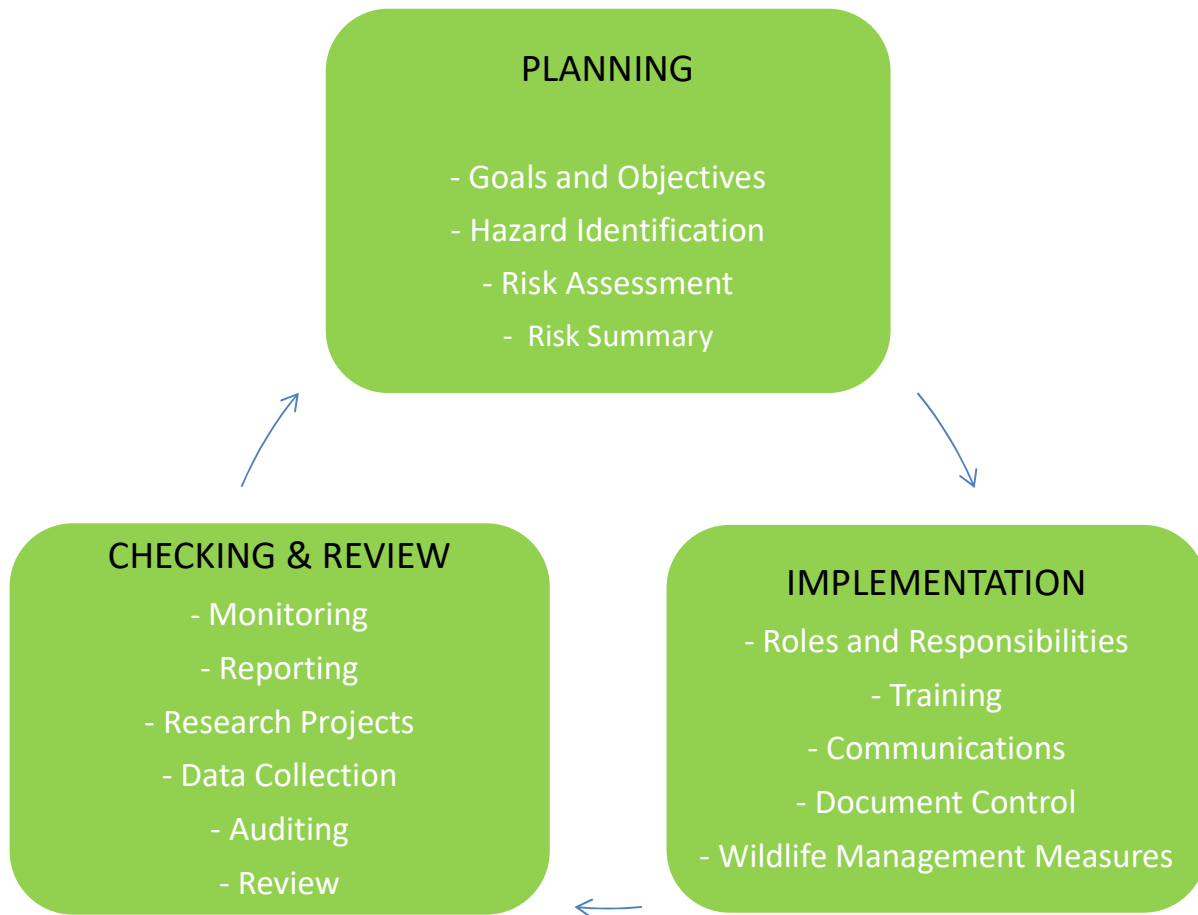 PLANNING
- Goals and Objectives
- Hazard Identification
- Risk Assessment
- Risk Summary
CHECKING & REVIEW
- Monitoring
- Reporting
- Research Projects
- Data Collection
- Auditing
- Review
IMPLEMENTATION
- Roles and Responsibilities
- Training
- Communications
- Document Control
- Wildlife Management Measures